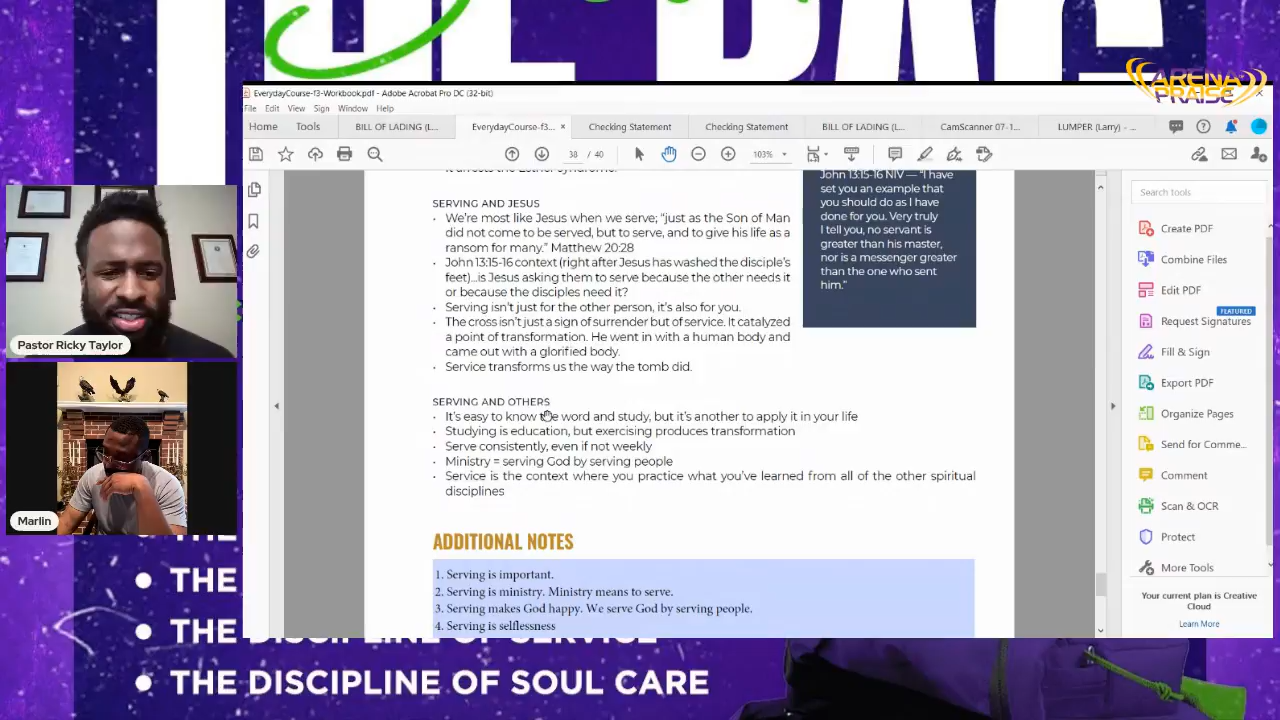 ARENA
PRAISE
EverydayCourse-f3-Workbook.pdf - Adobe Acrobat Pro DC (32-bit)
File Edit View Sign Window Help
Home Tools BILL OF LADING (L... EverydayCourse-f3... × Checking Statement Checking Statement BILL OF LADING (L... CamScanner 07-1... LUMPER (Larry) - ...
38 / 40 103%
SERVING AND JESUS
• We're most like Jesus when we serve; "just as the Son of Man
did not come to be served, but to serve, and to give his life as a
ransom for many." Matthew 20:28
• John 13:15-16 context (right after Jesus has washed the disciple's
feet)...is Jesus asking them to serve because the other needs it
or because the disciples need it?
• Serving isn't just for the other person, it's also for you.
• The cross isn't just a sign of surrender but of service. It catalyzed
a point of transformation. He went in with a human body and
came out with a glorified body.
• Service transforms us the way the tomb did.
John 13:15-16 NIV — "I have
set you an example that
you should do as I have
done for you. Very truly
I tell you, no servant is
greater than his master,
nor is a messenger greater
than the one who sent
him."
SERVING AND OTHERS
• It's easy to know the word and study, but it's another to apply it in your life
• Studying is education, but exercising produces transformation
• Serve consistently, even if not weekly
• Ministry = serving God by serving people
• Service is the context where you practice what you've learned from all of the other spiritual
disciplines
ADDITIONAL NOTES
1. Serving is important.
2. Serving is ministry. Ministry means to serve.
3. Serving makes God happy. We serve God by serving people.
4. Serving is selflessness
Search tools
Create PDF
Combine Files
Edit PDF
FEATURED
Request Signatures
Fill & Sign
Export PDF
Organize Pages
Send for Comme...
Comment
Scan & OCR
Protect
More Tools
Your current plan is Creative
Cloud
Learn More
Pastor Ricky Taylor
Marlin
• THE
• THE DISCIPLINE OF SERVICE
• THE DISCIPLINE OF SOUL CARE